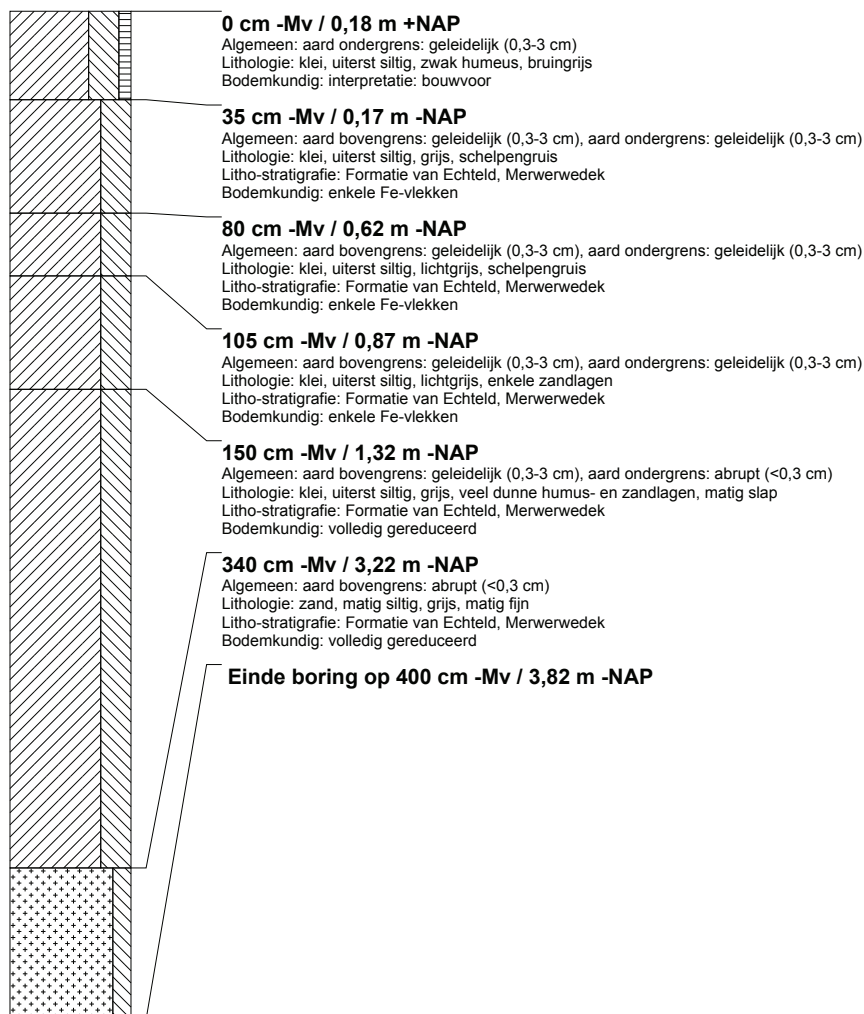 0 cm -Mv / 0,18 m +NAP
Algemeen: aard ondergrens: geleidelijk (0,3-3 cm)
Lithologie: klei, uiterst siltig, zwak humeus, bruingrijs
Bodemkundig: interpretatie: bouwvoor
35 cm -Mv / 0,17 m -NAP
Algemeen: aard bovengrens: geleidelijk (0,3-3 cm), aard ondergrens: geleidelijk (0,3-3 cm)
Lithologie: klei, uiterst siltig, grijs, schelpengruis
Litho-stratigrafie: Formatie van Echteld, Merwerwedek
Bodemkundig: enkele Fe-vlekken
80 cm -Mv / 0,62 m -NAP
Algemeen: aard bovengrens: geleidelijk (0,3-3 cm), aard ondergrens: geleidelijk (0,3-3 cm)
Lithologie: klei, uiterst siltig, lichtgrijs, schelpengruis
Litho-stratigrafie: Formatie van Echteld, Merwerwedek
Bodemkundig: enkele Fe-vlekken
105 cm -Mv / 0,87 m -NAP
Algemeen: aard bovengrens: geleidelijk (0,3-3 cm), aard ondergrens: geleidelijk (0,3-3 cm)
Lithologie: klei, uiterst siltig, lichtgrijs, enkele zandlagen
Litho-stratigrafie: Formatie van Echteld, Merwerwedek
Bodemkundig: enkele Fe-vlekken
150 cm -Mv / 1,32 m -NAP
Algemeen: aard bovengrens: geleidelijk (0,3-3 cm), aard ondergrens: abrupt (<0,3 cm)
Lithologie: klei, uiterst siltig, grijs, veel dunne humus- en zandlagen, matig slap
Litho-stratigrafie: Formatie van Echteld, Merwerwedek
Bodemkundig: volledig gereduceerd
340 cm -Mv / 3,22 m -NAP
Algemeen: aard bovengrens: abrupt (<0,3 cm)
Lithologie: zand, matig siltig, grijs, matig fijn
Litho-stratigrafie: Formatie van Echteld, Merwerwedek
Bodemkundig: volledig gereduceerd
Einde boring op 400 cm -Mv / 3,82 m -NAP